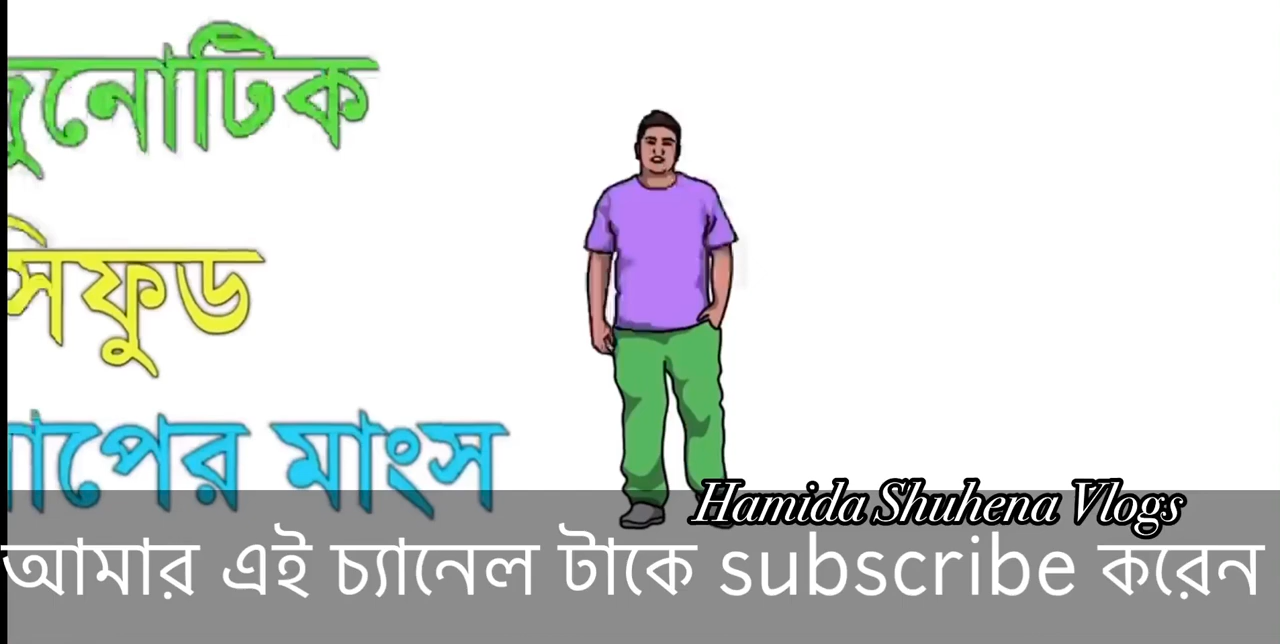 সিফুড
মাংস
Hamida Shuhena Vlogs
আমার এই চ্যানেল টাকে subscribe করেন